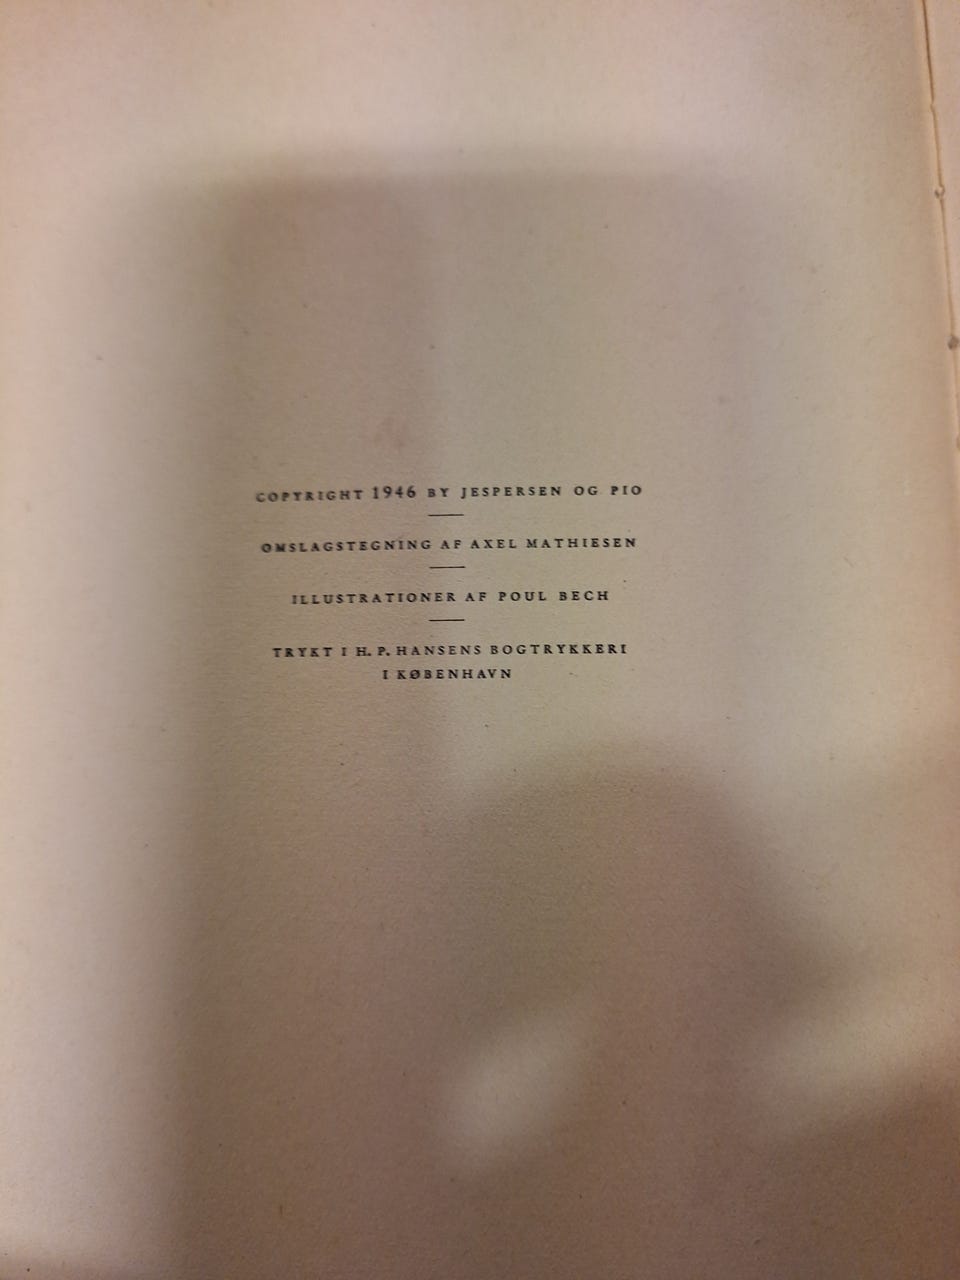 COPYRIGHT 1946 BY JESPERSEN OG PIO
OMSLAGSTEGNING AF AXEL MATHIESEN
ILLUSTRATIONER AF POUL BECH
TRYKT I H. P. HANSENS BOGTRYKKERI
I KØBENHAVN